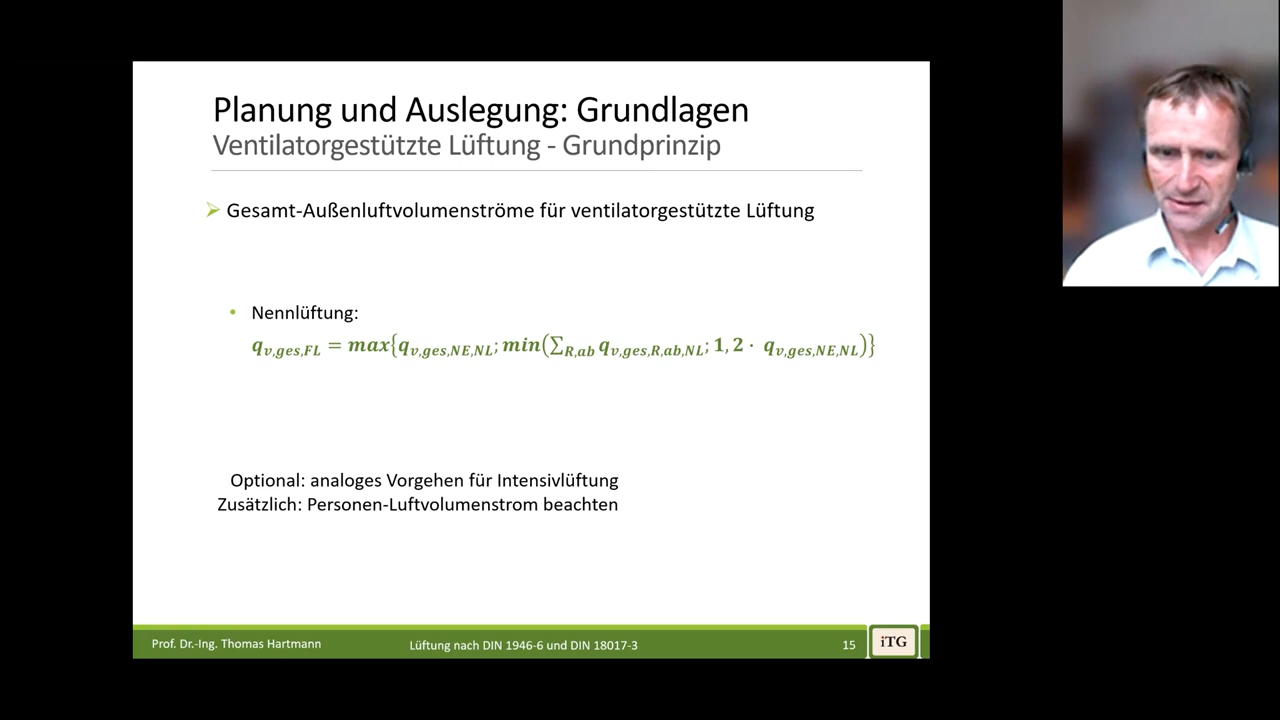 Planung und Auslegung: Grundlagen
Ventilatorgestützte Lüftung - Grundprinzip
Gesamt-Außenluftvolumenströme für ventilatorgestützte Lüftung
• Nennlüftung:
q_{v,ges,FL} = max{q_{v,ges,NE,NL}; min(∑_{R,ab} q_{v,ges,R,ab,NL}; 1,2 · q_{v,ges,NE,NL})}
Optional: analoges Vorgehen für Intensivlüftung
Zusätzlich: Personen-Luftvolumenstrom beachten
Prof. Dr.-Ing. Thomas Hartmann Lüftung nach DIN 1946-6 und DIN 18017-3 15 iTG